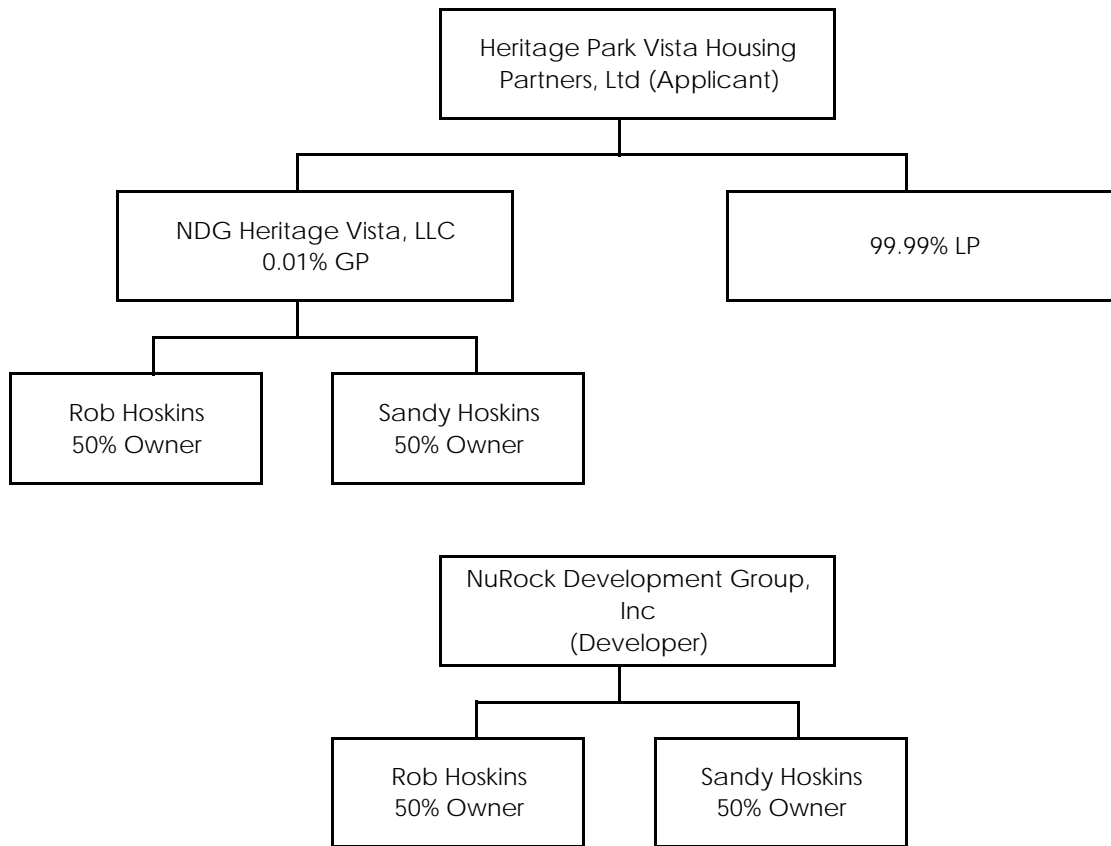 Heritage Park Vista Housing
Partners, Ltd (Applicant)
NDG Heritage Vista, LLC
0.01% GP
99.99% LP
Rob Hoskins
50% Owner
Sandy Hoskins
50% Owner
NuRock Development Group,
Inc
(Developer)
Rob Hoskins
50% Owner
Sandy Hoskins
50% Owner